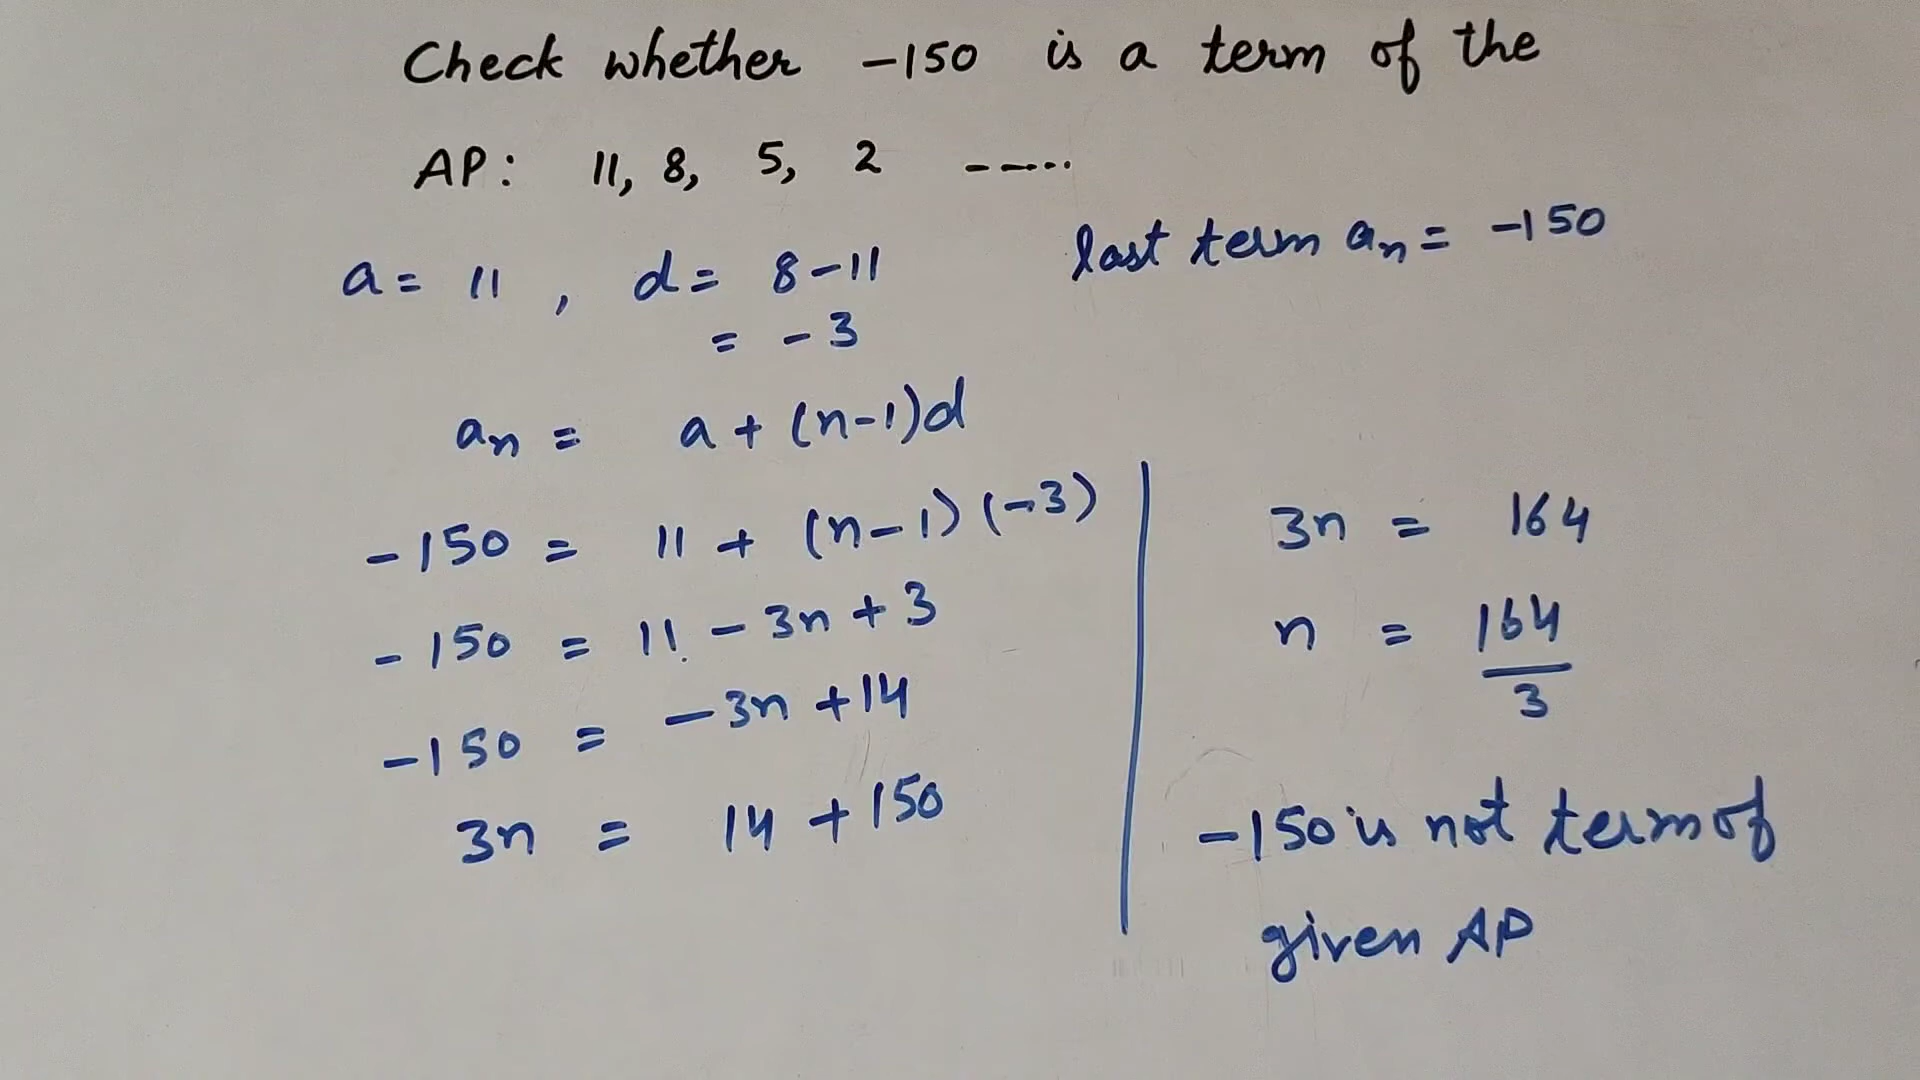 Check whether -150 is a term of the
AP: 11, 8, 5, 2 -----
a = 11 , d = 8-11
= -3
last term an = -150
an = a + (n-1)d
-150 = 11 + (n-1) (-3)
-150 = 11 - 3n + 3
-150 = -3n +14
3n = 14 + 150
3n = 164
n = 164/3
-150 is not term of
given AP